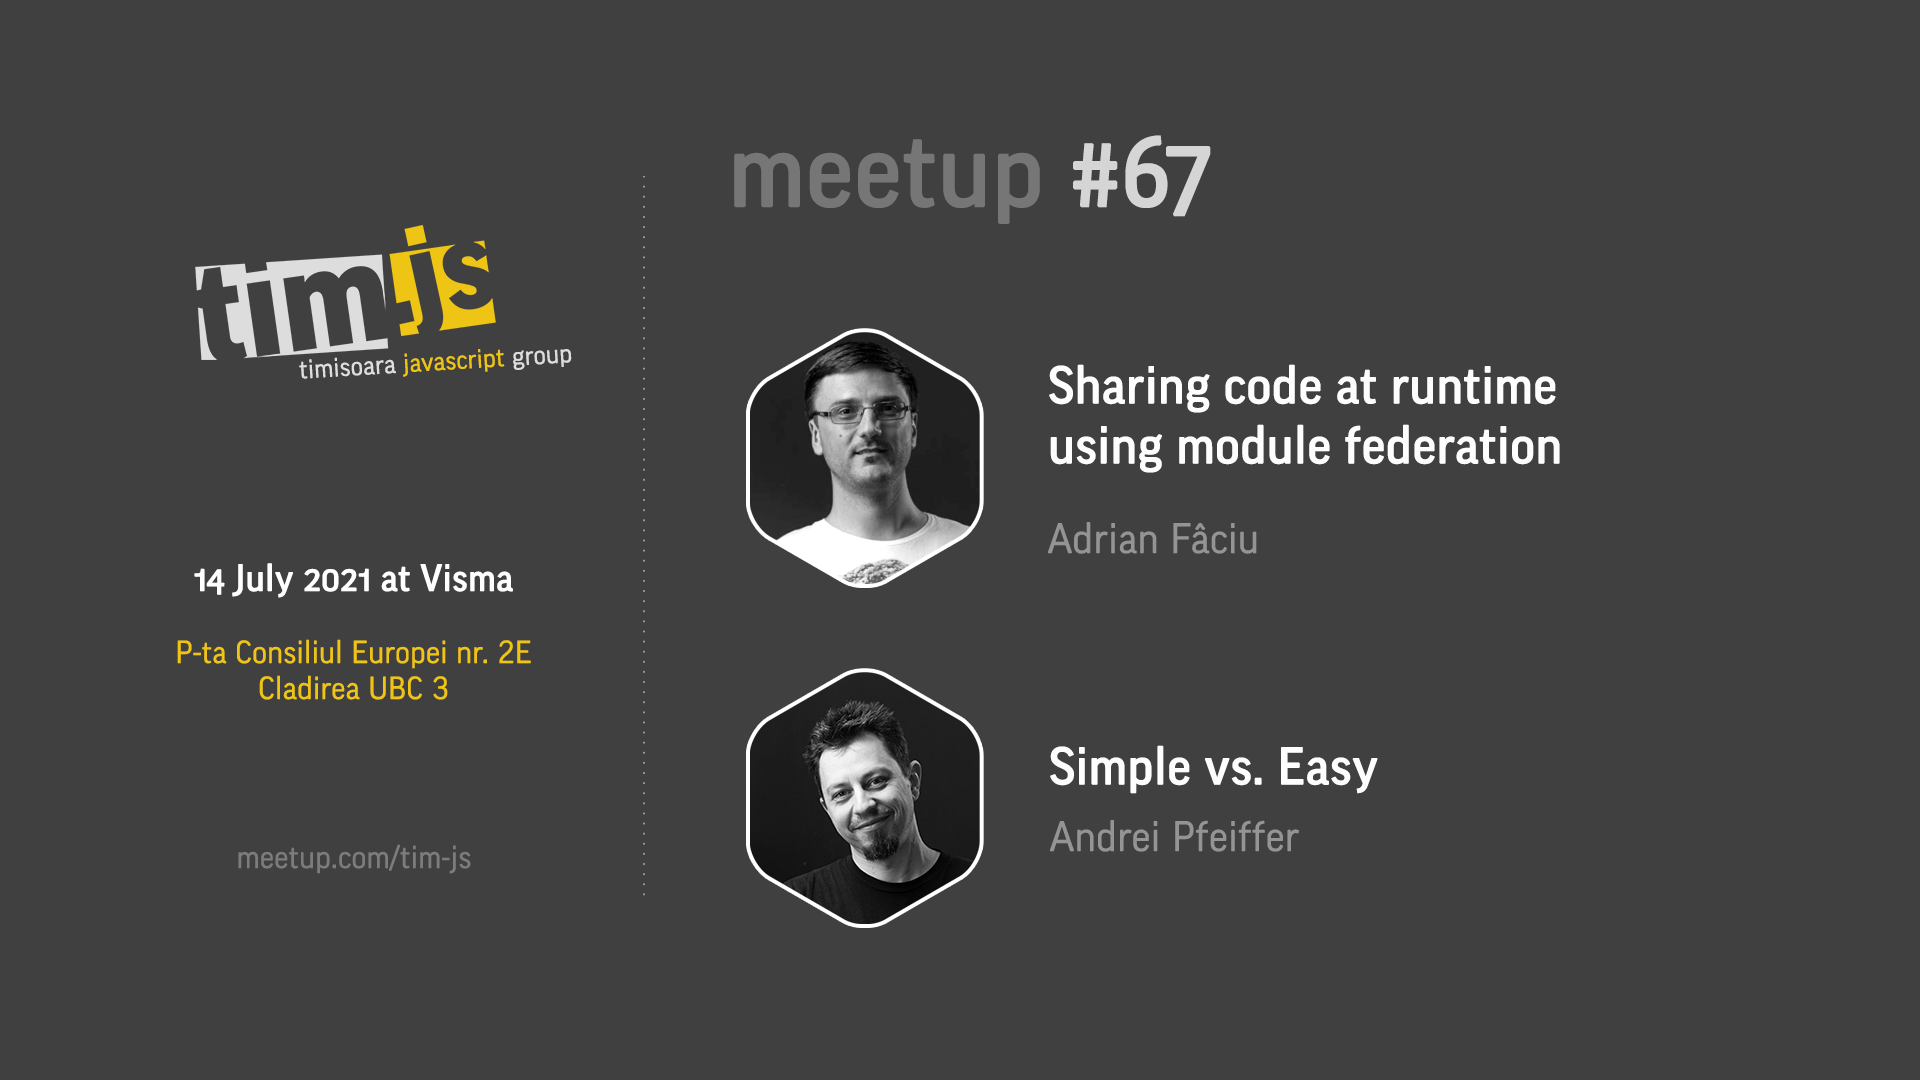 tim.js
timisoara javascript group
14 July 2021 at Visma
P-ta Consiliul Europei nr. 2E
Cladirea UBC 3
meetup.com/tim-js
meetup #67
Sharing code at runtime
using module federation
Adrian Fâciu
Simple vs. Easy
Andrei Pfeiffer